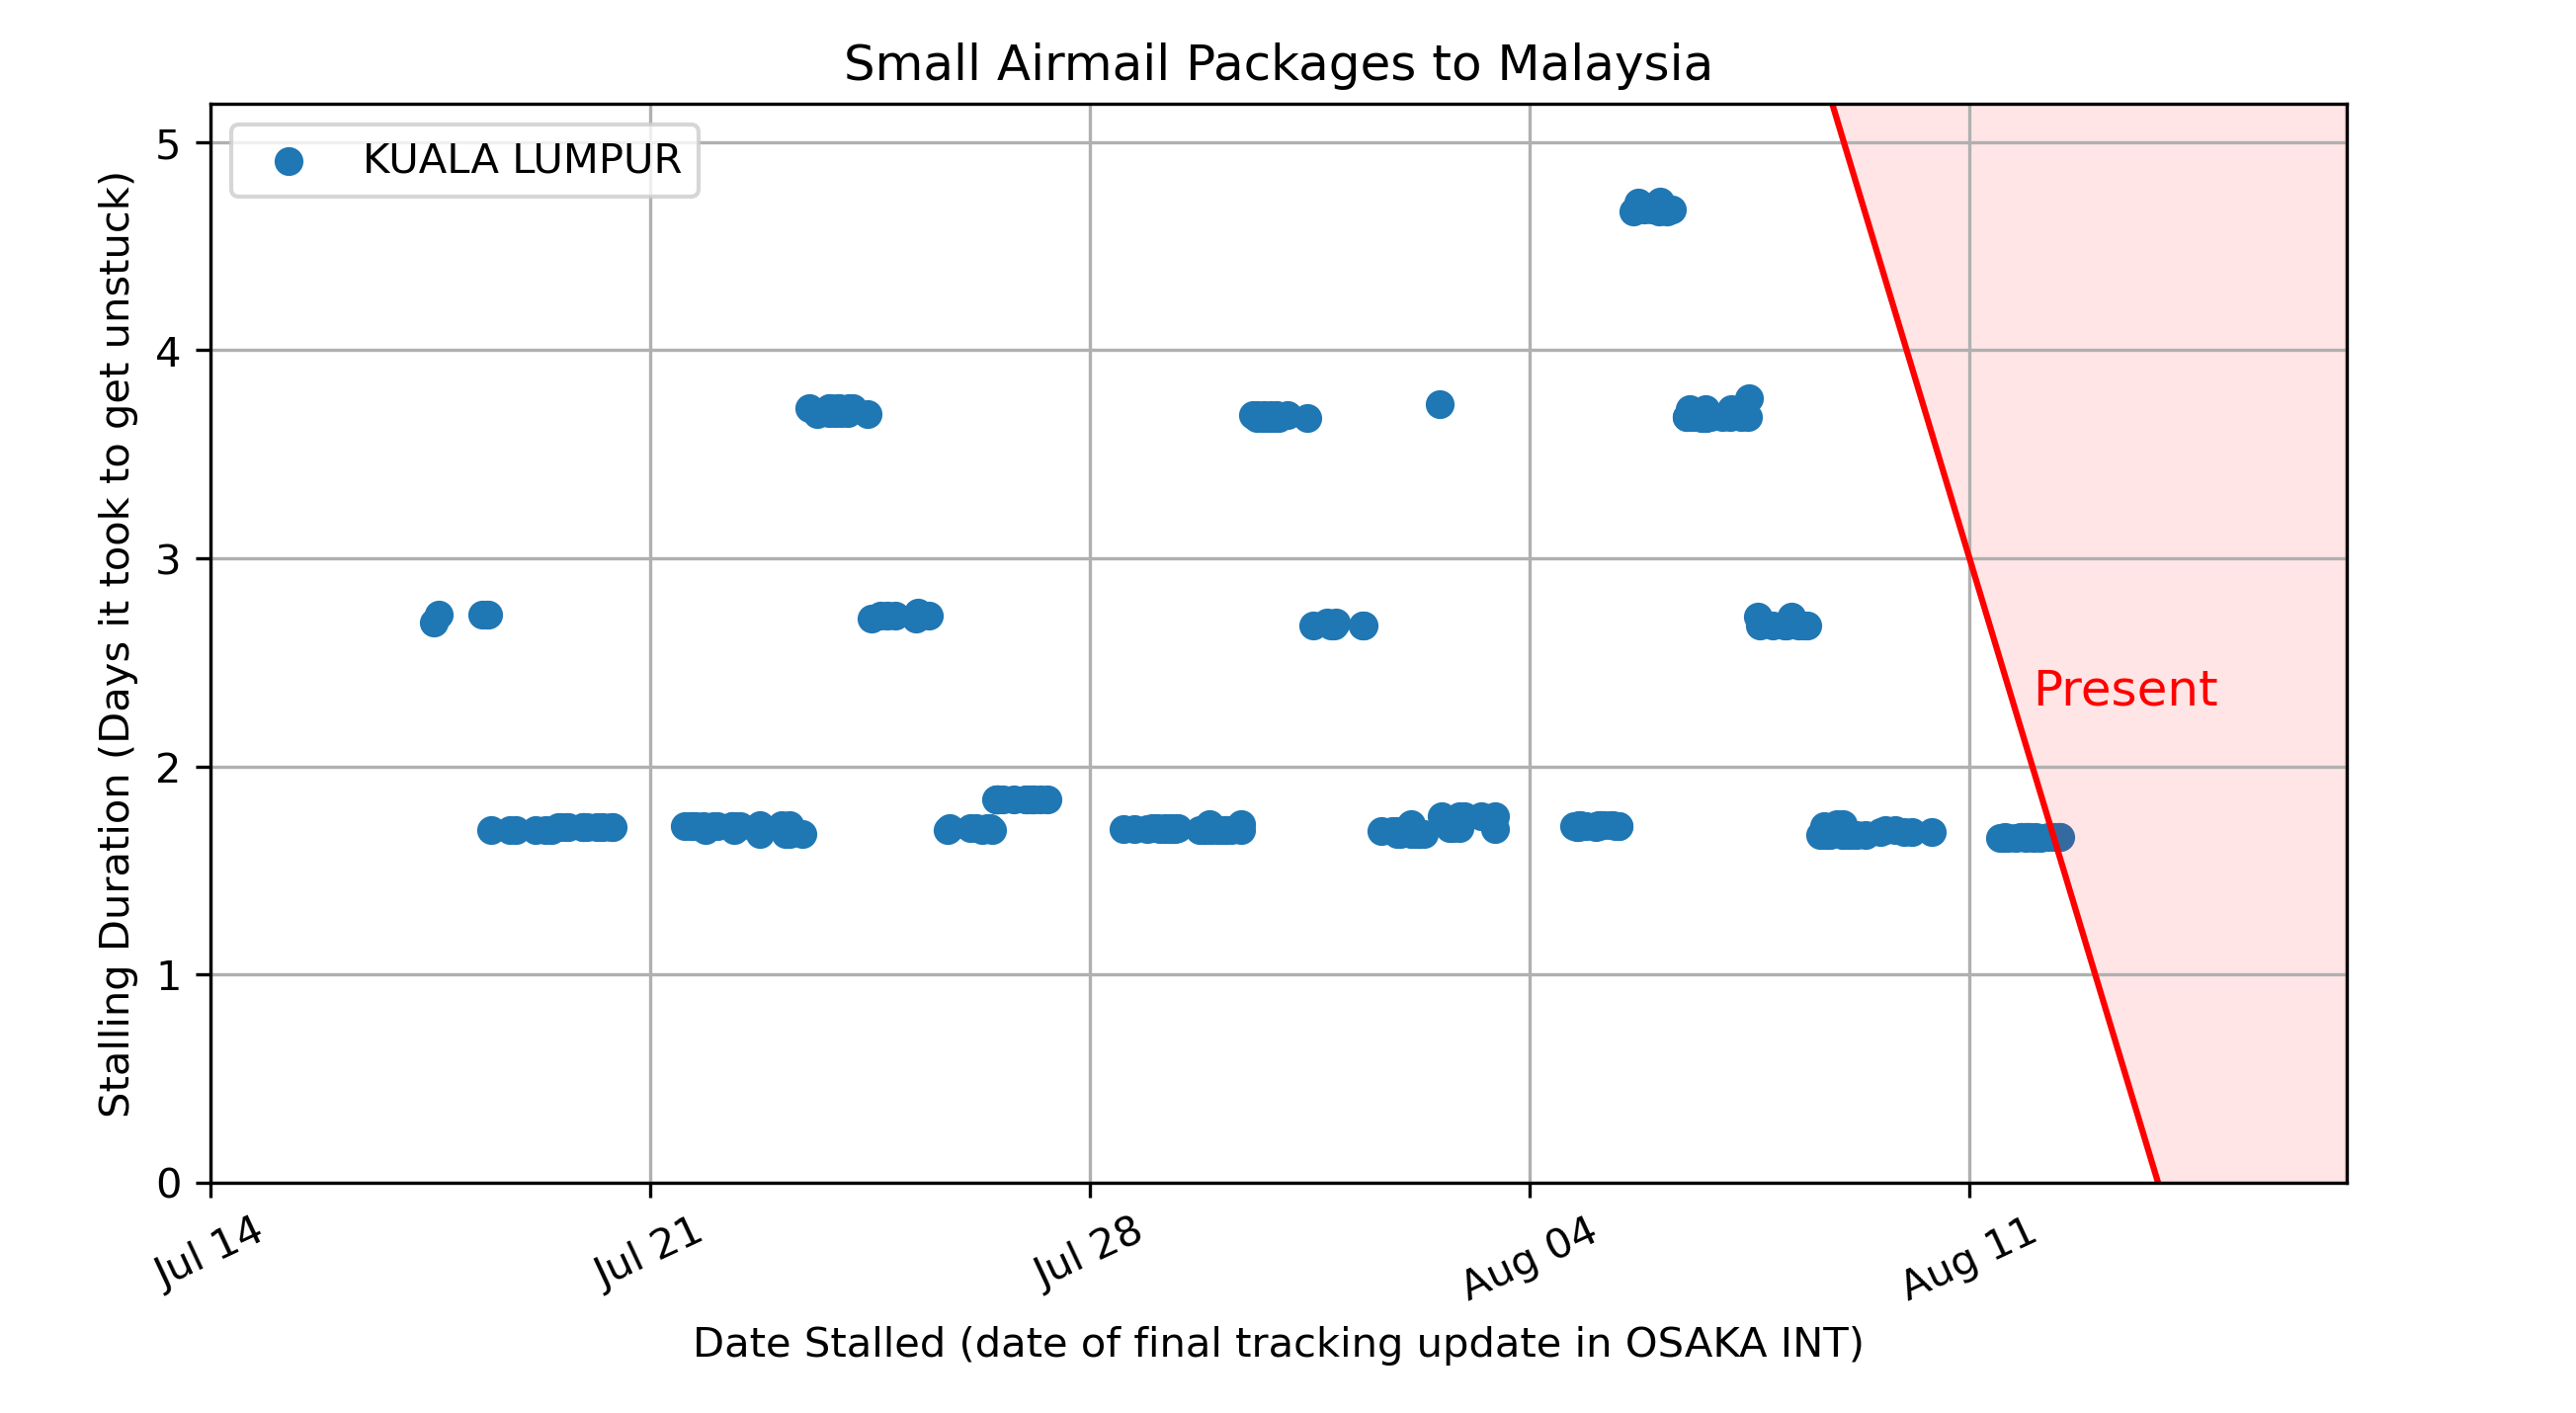 Small Airmail Packages to Malaysia
KUALA LUMPUR
Stalling Duration (Days it took to get unstuck)
5
4
3
2
1
0
Present
Jul 14
Jul 21
Jul 28
Aug 04
Aug 11
Date Stalled (date of final tracking update in OSAKA INT)